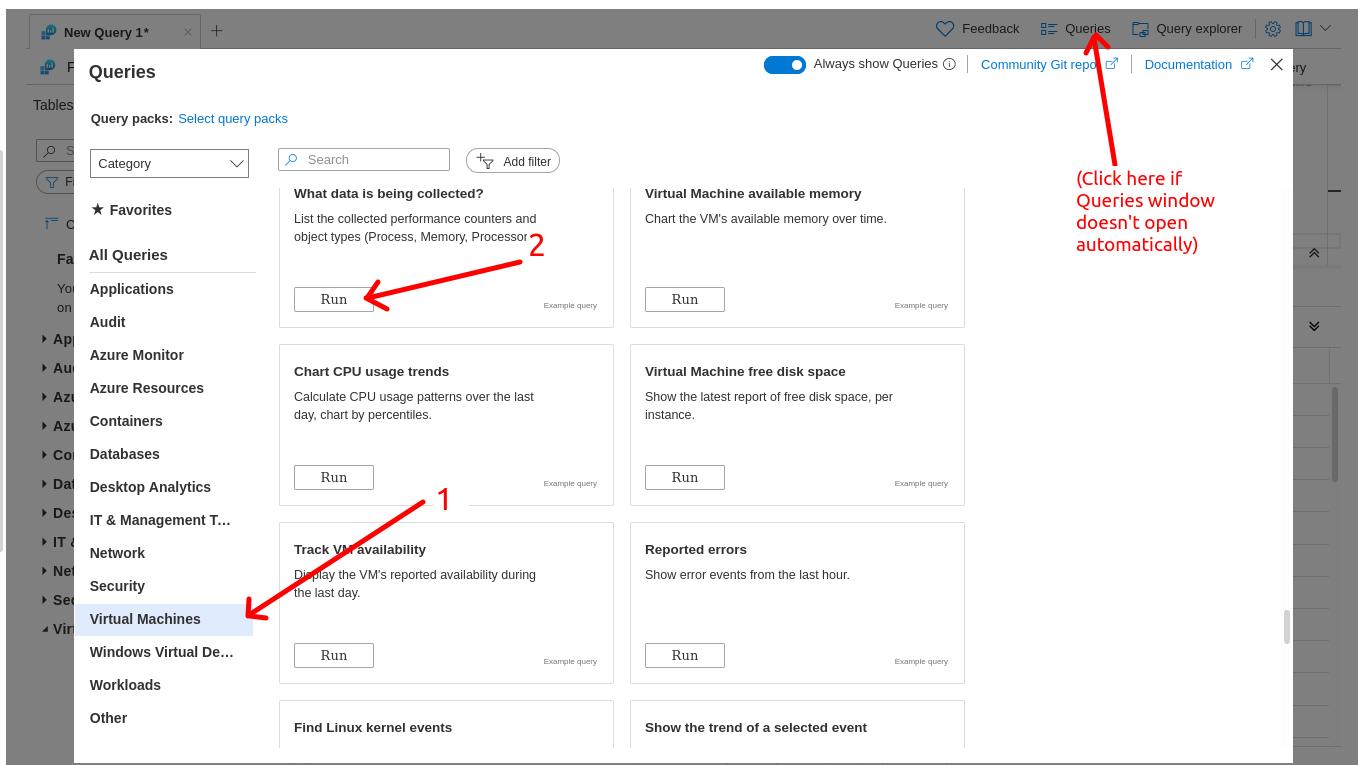 New Query 1*
Feedback
Queries
Query explorer
Queries
Always show Queries
Community Git repo
Documentation
Tables
Query packs: Select query packs
Category
Search
Add filter
Favorites
All Queries
Applications
Audit
Azure Monitor
Azure Resources
Containers
Databases
Desktop Analytics
IT & Management T...
Network
Security
Virtual Machines
Windows Virtual De...
Workloads
Other
What data is being collected?
List the collected performance counters and
object types (Process, Memory, Processor
2
Run
Example query
Virtual Machine available memory
Chart the VM's available memory over time.
Run
Example query
(Click here if
Queries window
doesn't open
automatically)
Chart CPU usage trends
Calculate CPU usage patterns over the last
day, chart by percentiles.
Run
Example query
Virtual Machine free disk space
Show the latest report of free disk space, per
instance.
Run
Example query
1
Track VM availability
Display the VM's reported availability during
the last day.
Run
Example query
Reported errors
Show error events from the last hour.
Run
Example query
Find Linux kernel events
Show the trend of a selected event